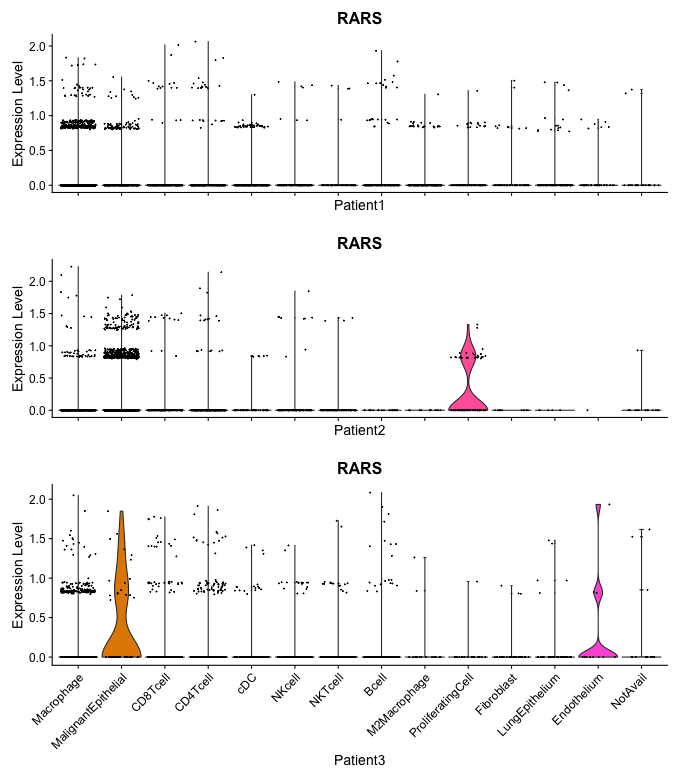 RARS
Expression Level
2.0
1.5
1.0
0.5
0.0
Patient1
RARS
Expression Level
2.0
1.5
1.0
0.5
0.0
Patient2
RARS
Expression Level
2.0
1.5
1.0
0.5
0.0
Macrophage
MalignantEpithelial
CD8Tcell
CD4Tcell
cDC
NKcell
NKTcell
Bcell
M2Macrophage
ProliferatingCell
Fibroblast
LungEpithelium
Endothelium
NotAvail
Patient3